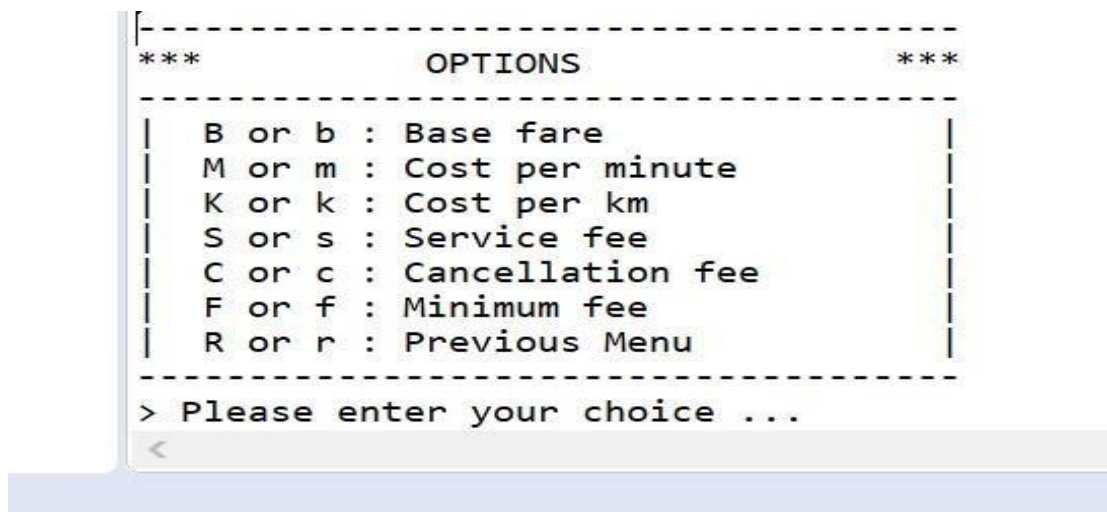 -------------------------------------
***          OPTIONS              ***
-------------------------------------
|  B or b : Base fare               |
|  M or m : Cost per minute         |
|  K or k : Cost per km             |
|  S or s : Service fee             |
|  C or c : Cancellation fee        |
|  F or f : Minimum fee             |
|  R or r : Previous Menu           |
-------------------------------------
> Please enter your choice ...